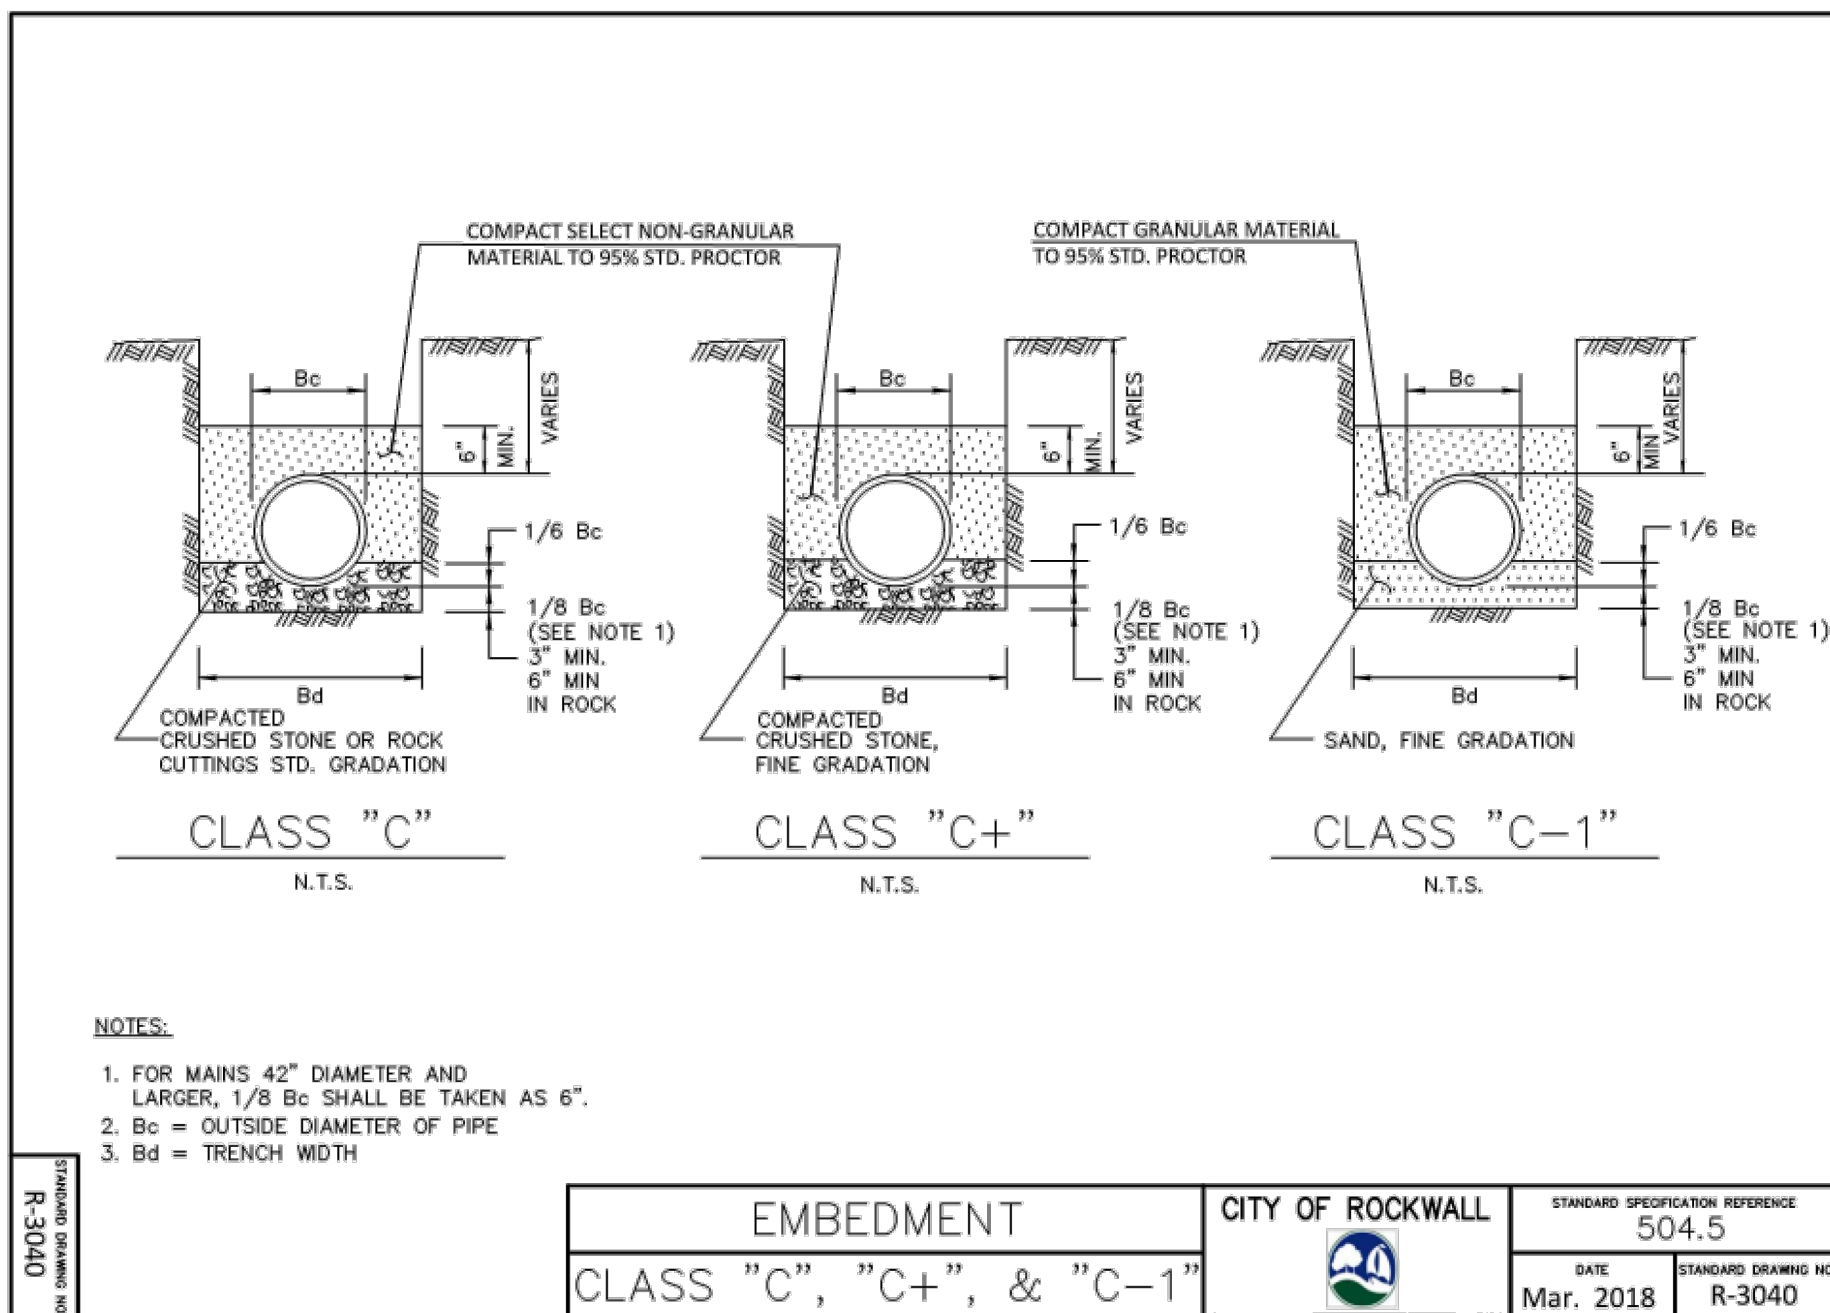 COMPACT SELECT NON-GRANULAR
MATERIAL TO 95% STD. PROCTOR
COMPACT GRANULAR MATERIAL
TO 95% STD. PROCTOR
Bc
6"
MIN.
VARIES
1/6 Bc
1/8 Bc
(SEE NOTE 1)
3" MIN.
6" MIN
IN ROCK
Bd
COMPACTED
CRUSHED STONE OR ROCK
CUTTINGS STD. GRADATION
CLASS "C"
N.T.S.
Bc
6"
MIN.
VARIES
1/6 Bc
1/8 Bc
(SEE NOTE 1)
3" MIN.
6" MIN
IN ROCK
Bd
COMPACTED
CRUSHED STONE,
FINE GRADATION
CLASS "C+"
N.T.S.
Bc
6"
MIN
VARIES
1/6 Bc
1/8 Bc
(SEE NOTE 1)
3" MIN.
6" MIN
IN ROCK
Bd
SAND, FINE GRADATION
CLASS "C-1"
N.T.S.
NOTES:
1. FOR MAINS 42" DIAMETER AND
LARGER, 1/8 Bc SHALL BE TAKEN AS 6".
2. Bc = OUTSIDE DIAMETER OF PIPE
3. Bd = TRENCH WIDTH
STANDARD DRAWING NO
R-3040
EMBEDMENT
CLASS "C", "C+", & "C-1"
CITY OF ROCKWALL
STANDARD SPECIFICATION REFERENCE
504.5
DATE
Mar. 2018
STANDARD DRAWING NO
R-3040